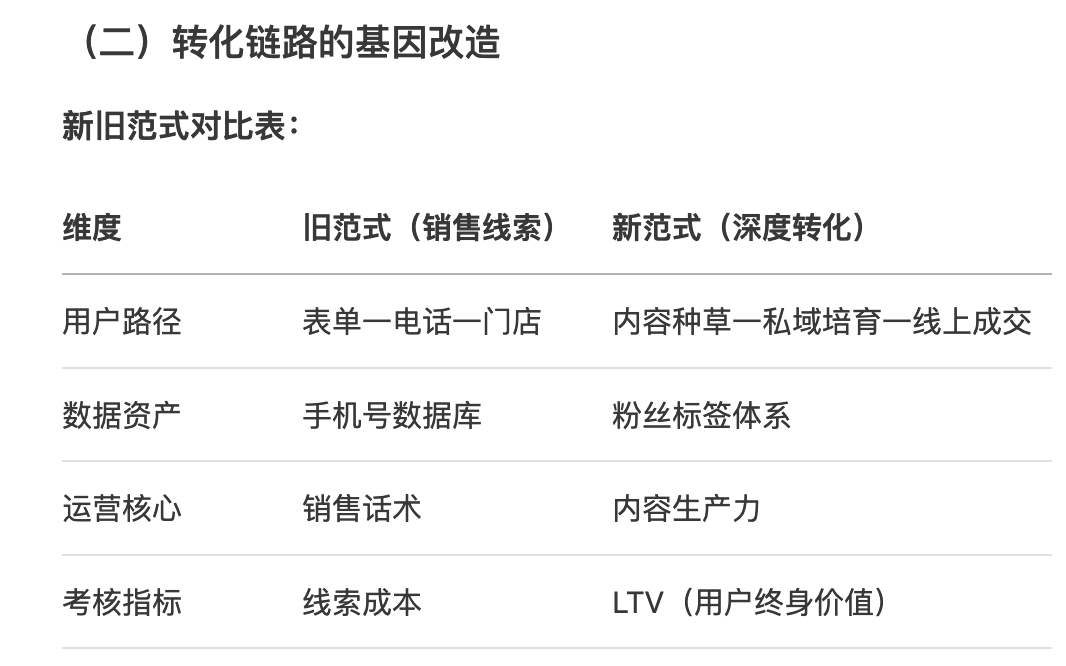 （二）转化链路的基因改造
新旧范式对比表：
维度 旧范式（销售线索） 新范式（深度转化）
用户路径 表单—电话—门店 内容种草—私域培育—线上成交
数据资产 手机号数据库 粉丝标签体系
运营核心 销售话术 内容生产力
考核指标 线索成本 LTV（用户终身价值）